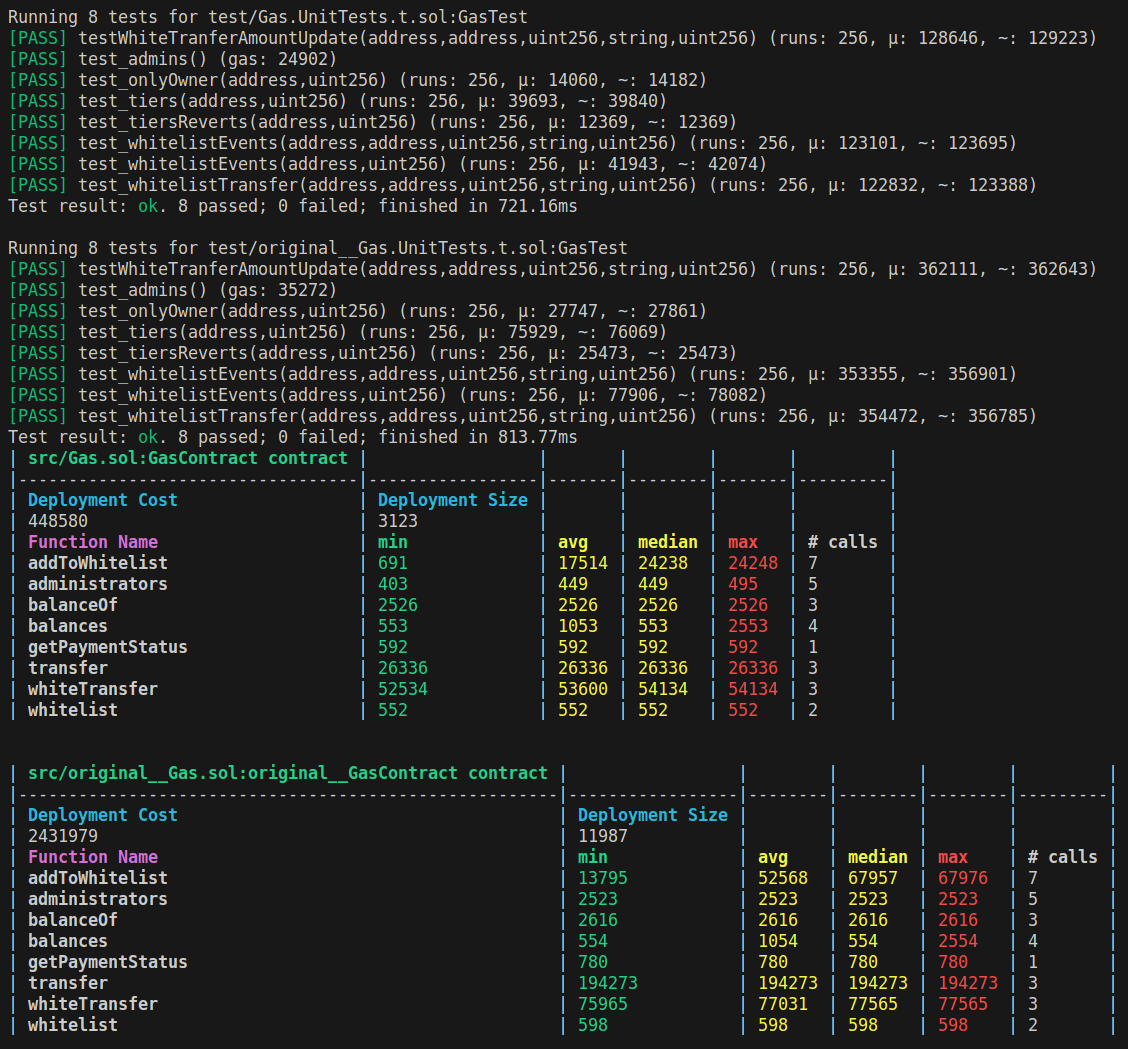 Running 8 tests for test/Gas.UnitTests.t.sol:GasTest
[PASS] testWhiteTranferAmountUpdate(address,address,uint256,string,uint256) (runs: 256, μ: 128646, ~: 129223)
[PASS] test_admins() (gas: 24902)
[PASS] test_onlyOwner(address,uint256) (runs: 256, μ: 14060, ~: 14182)
[PASS] test_tiers(address,uint256) (runs: 256, μ: 39693, ~: 39840)
[PASS] test_tiersReverts(address,uint256) (runs: 256, μ: 12369, ~: 12369)
[PASS] test_whitelistEvents(address,address,uint256,string,uint256) (runs: 256, μ: 123101, ~: 123695)
[PASS] test_whitelistEvents(address,uint256) (runs: 256, μ: 41943, ~: 42074)
[PASS] test_whitelistTransfer(address,address,uint256,string,uint256) (runs: 256, μ: 122832, ~: 123388)
Test result: ok. 8 passed; 0 failed; finished in 721.16ms
Running 8 tests for test/original__Gas.UnitTests.t.sol:GasTest
[PASS] testWhiteTranferAmountUpdate(address,address,uint256,string,uint256) (runs: 256, μ: 362111, ~: 362643)
[PASS] test_admins() (gas: 35272)
[PASS] test_onlyOwner(address,uint256) (runs: 256, μ: 27747, ~: 27861)
[PASS] test_tiers(address,uint256) (runs: 256, μ: 75929, ~: 76069)
[PASS] test_tiersReverts(address,uint256) (runs: 256, μ: 25473, ~: 25473)
[PASS] test_whitelistEvents(address,address,uint256,string,uint256) (runs: 256, μ: 353355, ~: 356901)
[PASS] test_whitelistEvents(address,uint256) (runs: 256, μ: 77906, ~: 78082)
[PASS] test_whitelistTransfer(address,address,uint256,string,uint256) (runs: 256, μ: 354472, ~: 356785)
Test result: ok. 8 passed; 0 failed; finished in 813.77ms
| src/Gas.sol:GasContract contract | | | | | |
|----------------------------------|-----------------|-------|--------|-------|---------|
| Deployment Cost | Deployment Size | | | | |
| 448580 | 3123 | | | | |
| Function Name | min | avg | median | max | # calls |
| addToWhitelist | 691 | 17514 | 24238 | 24248 | 7 |
| administrators | 403 | 449 | 449 | 495 | 5 |
| balanceOf | 2526 | 2526 | 2526 | 2526 | 3 |
| balances | 553 | 1053 | 553 | 2553 | 4 |
| getPaymentStatus | 592 | 592 | 592 | 592 | 1 |
| transfer | 26336 | 26336 | 26336 | 26336 | 3 |
| whiteTransfer | 52534 | 53600 | 54134 | 54134 | 3 |
| whitelist | 552 | 552 | 552 | 552 | 2 |
| src/original__Gas.sol:original__GasContract contract | | | | | |
|------------------------------------------------------|-----------------|--------|--------|--------|---------|
| Deployment Cost | Deployment Size | | | | |
| 2431979 | 11987 | | | | |
| Function Name | min | avg | median | max | # calls |
| addToWhitelist | 13795 | 52568 | 67957 | 67976 | 7 |
| administrators | 2523 | 2523 | 2523 | 2523 | 5 |
| balanceOf | 2616 | 2616 | 2616 | 2616 | 3 |
| balances | 554 | 1054 | 554 | 2554 | 4 |
| getPaymentStatus | 780 | 780 | 780 | 780 | 1 |
| transfer | 194273 | 194273 | 194273 | 194273 | 3 |
| whiteTransfer | 75965 | 77031 | 77565 | 77565 | 3 |
| whitelist | 598 | 598 | 598 | 598 | 2 |